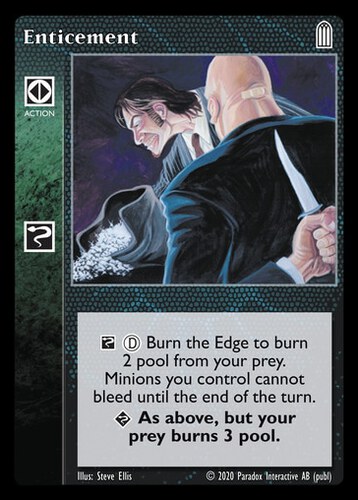 Enticement
ACTION
D Burn the Edge to burn
2 pool from your prey.
Minions you control cannot
bleed until the end of the turn.
As above, but your
prey burns 3 pool.
Illus: Steve Ellis © 2020 Paradox Interactive AB (publ)